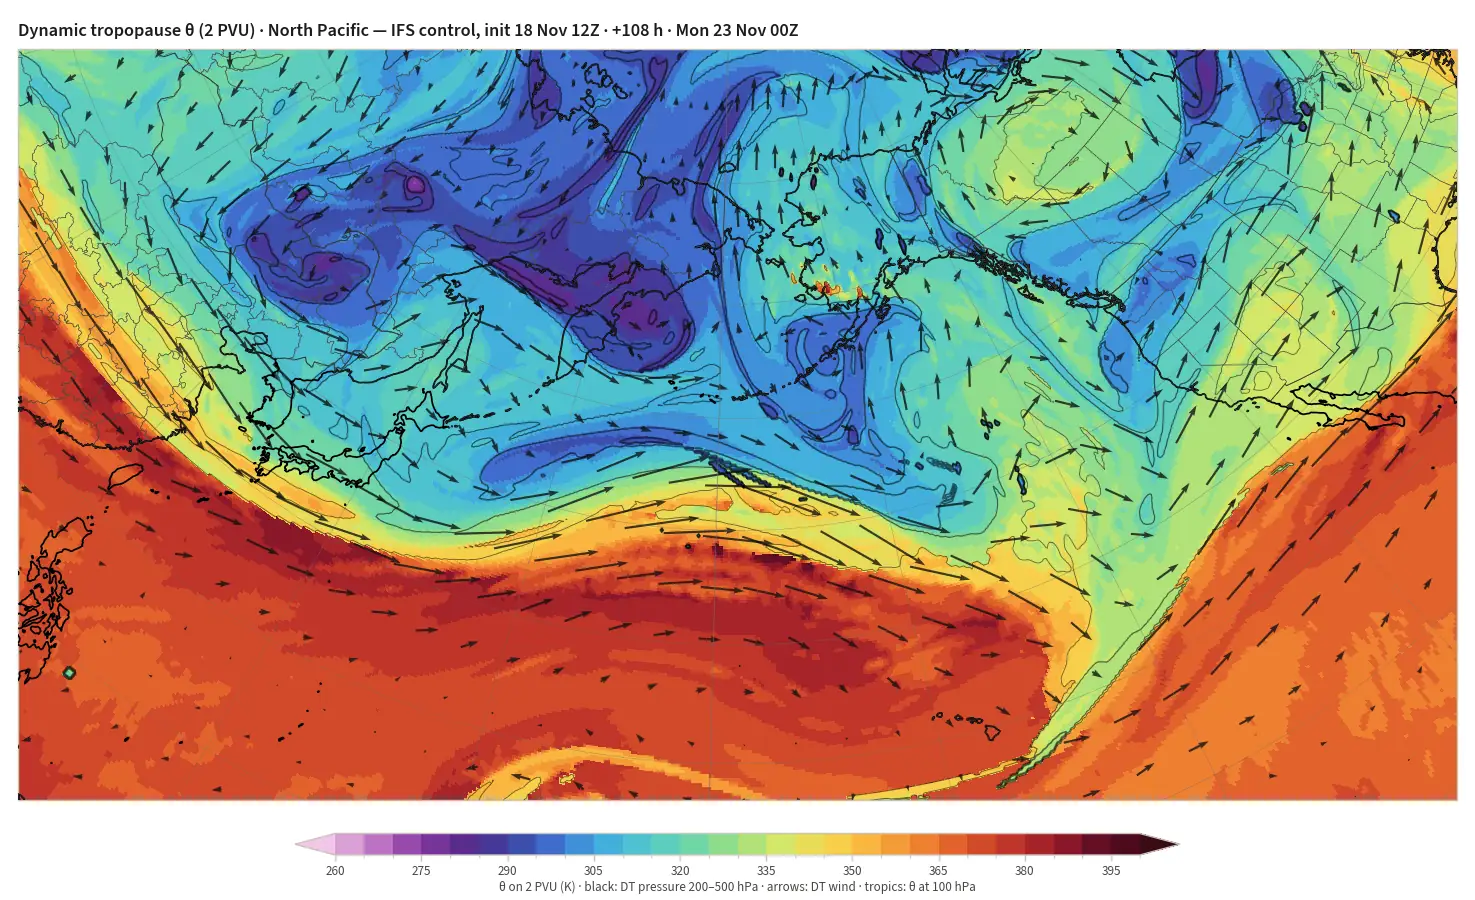 Dynamic tropopause θ (2 PVU) · North Pacific — IFS control, init 18 Nov 12Z · +108 h · Mon 23 Nov 00Z
260 275 290 305 320 335 350 365 380 395
θ on 2 PVU (K) · black: DT pressure 200–500 hPa · arrows: DT wind · tropics: θ at 100 hPa